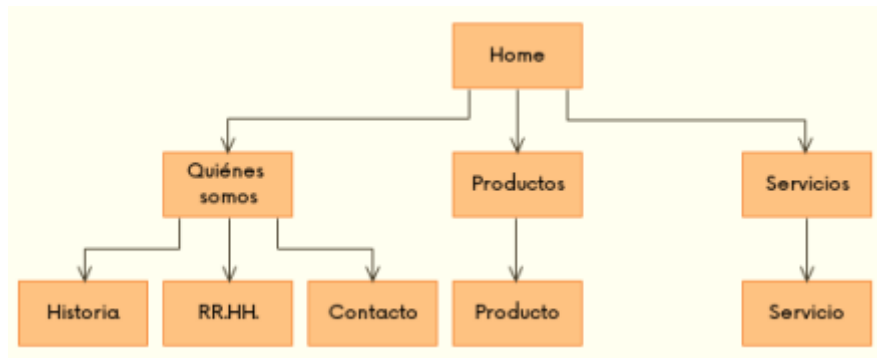 Home
Quiénes
somos
Productos
Servicios
Historia
RR.HH.
Contacto
Producto
Servicio